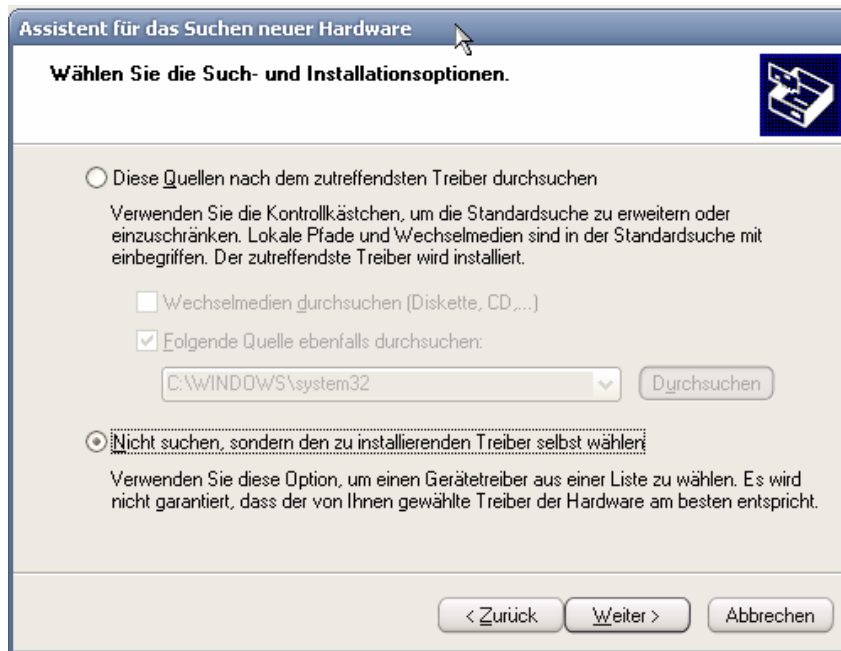 Assistent für das Suchen neuer Hardware
Wählen Sie die Such- und Installationsoptionen.
Diese Quellen nach dem zutreffendsten Treiber durchsuchen
Verwenden Sie die Kontrollkästchen, um die Standardsuche zu erweitern oder
einzuschränken. Lokale Pfade und Wechselmedien sind in der Standardsuche mit
einbegriffen. Der zutreffendste Treiber wird installiert.
Wechselmedien durchsuchen (Diskette, CD,...)
Folgende Quelle ebenfalls durchsuchen:
C:\WINDOWS\system32
Durchsuchen
Nicht suchen, sondern den zu installierenden Treiber selbst wählen
Verwenden Sie diese Option, um einen Gerätetreiber aus einer Liste zu wählen. Es wird
nicht garantiert, dass der von Ihnen gewählte Treiber der Hardware am besten entspricht.
< Zurück
Weiter >
Abbrechen